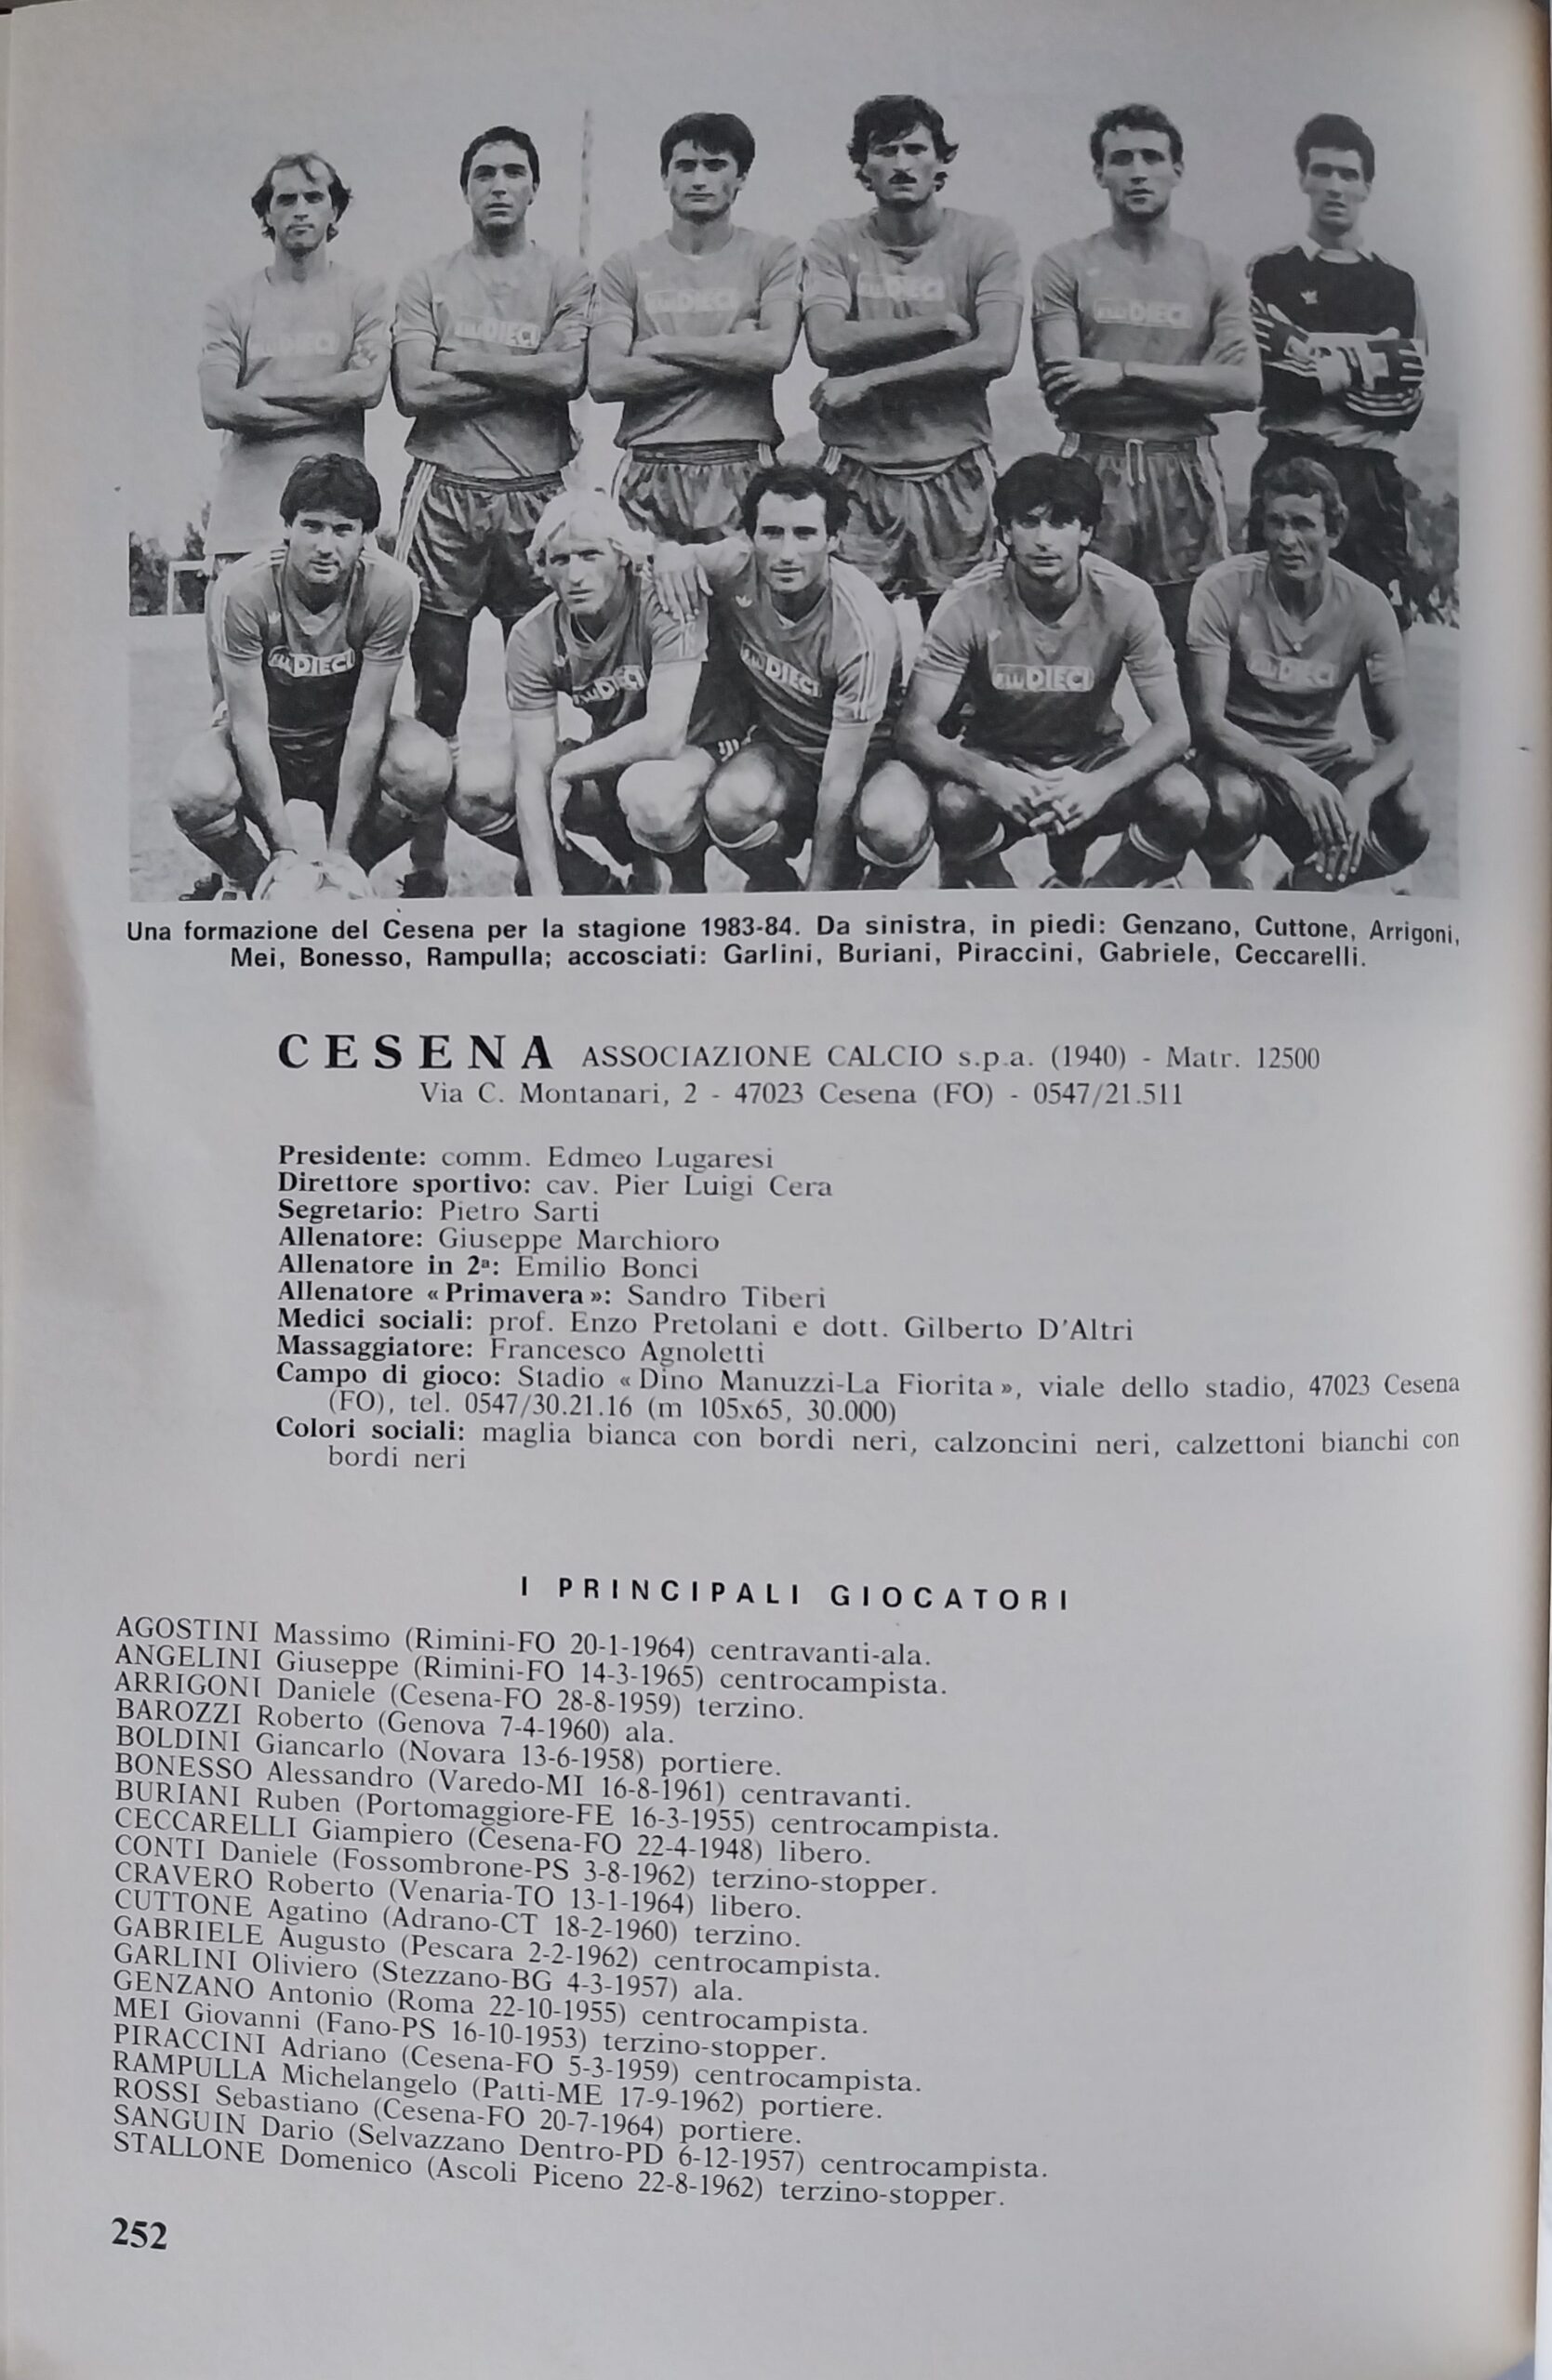 DIECI
DIECI
DIECI
DIECI
DIECI
DIECI
DIECI
DIECI
DIECI
DIECI
Una formazione del Cesena per la stagione 1983-84. Da sinistra, in piedi: Genzano, Cuttone, Arrigoni,
Mei, Bonesso, Rampulla; accosciati: Garlini, Buriani, Piraccini, Gabriele, Ceccarelli.
CESENA ASSOCIAZIONE CALCIO s.p.a. (1940) - Matr. 12500
Via C. Montanari, 2 - 47023 Cesena (FO) - 0547/21.511
Presidente: comm. Edmeo Lugaresi
Direttore sportivo: cav. Pier Luigi Cera
Segretario: Pietro Sarti
Allenatore: Giuseppe Marchioro
Allenatore in 2ª: Emilio Bonci
Allenatore «Primavera»: Sandro Tiberi
Medici sociali: prof. Enzo Pretolani e dott. Gilberto D'Altri
Massaggiatore: Francesco Agnoletti
Campo di gioco: Stadio «Dino Manuzzi-La Fiorita», viale dello stadio, 47023 Cesena
(FO), tel. 0547/30.21.16 (m 105x65, 30.000)
Colori sociali: maglia bianca con bordi neri, calzoncini neri, calzettoni bianchi con
bordi neri
I PRINCIPALI GIOCATORI
AGOSTINI Massimo (Rimini-FO 20-1-1964) centravanti-ala.
ANGELINI Giuseppe (Rimini-FO 14-3-1965) centrocampista.
ARRIGONI Daniele (Cesena-FO 28-8-1959) terzino.
BAROZZI Roberto (Genova 7-4-1960) ala.
BOLDINI Giancarlo (Novara 13-6-1958) portiere.
BONESSO Alessandro (Varedo-MI 16-8-1961) centravanti.
BURIANI Ruben (Portomaggiore-FE 16-3-1955) centrocampista.
CECCARELLI Giampiero (Cesena-FO 22-4-1948) libero.
CONTI Daniele (Fossombrone-PS 3-8-1962) terzino-stopper.
CRAVERO Roberto (Venaria-TO 13-1-1964) libero.
CUTTONE Agatino (Adrano-CT 18-2-1960) terzino.
GABRIELE Augusto (Pescara 2-2-1962) centrocampista.
GARLINI Oliviero (Stezzano-BG 4-3-1957) ala.
GENZANO Antonio (Roma 22-10-1955) centrocampista.
MEI Giovanni (Fano-PS 16-10-1953) terzino-stopper.
PIRACCINI Adriano (Cesena-FO 5-3-1959) centrocampista.
RAMPULLA Michelangelo (Patti-ME 17-9-1962) portiere.
ROSSI Sebastiano (Cesena-FO 20-7-1964) portiere.
SANGUIN Dario (Selvazzano Dentro-PD 6-12-1957) centrocampista.
STALLONE Domenico (Ascoli Piceno 22-8-1962) terzino-stopper.
252